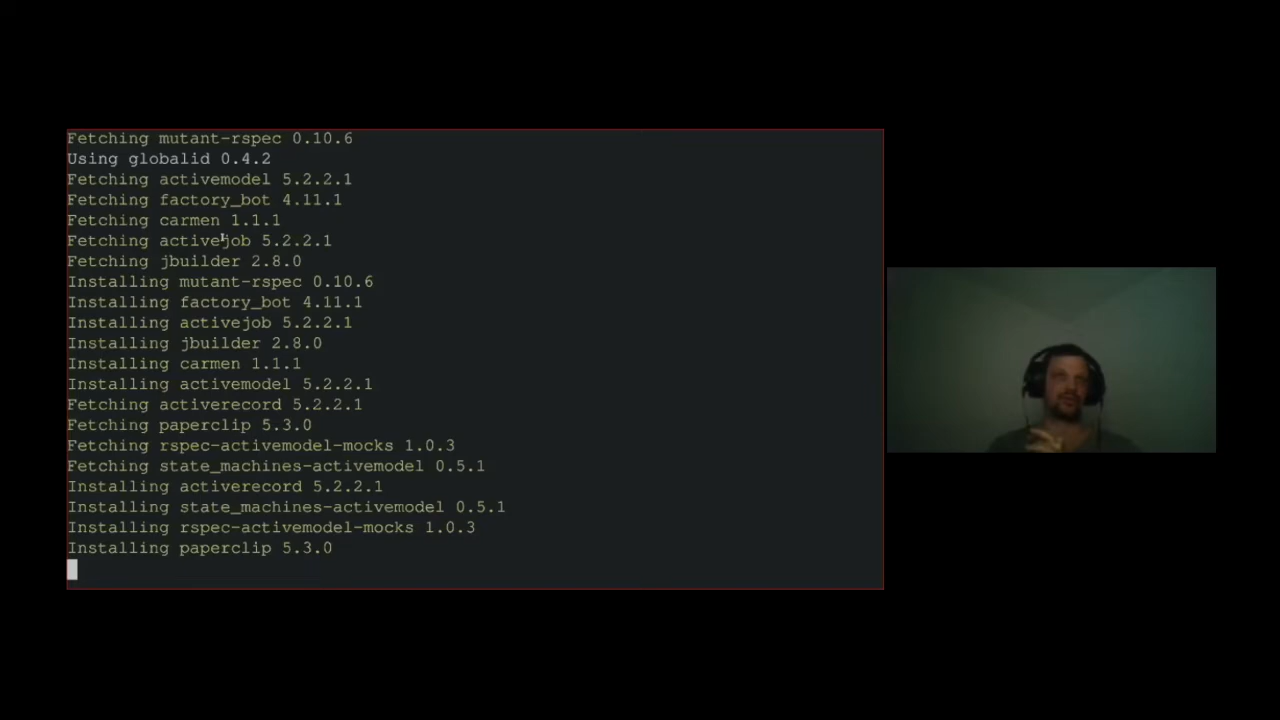 Fetching mutant-rspec 0.10.6
Using globalid 0.4.2
Fetching activemodel 5.2.2.1
Fetching factory_bot 4.11.1
Fetching carmen 1.1.1
Fetching activejob 5.2.2.1
Fetching jbuilder 2.8.0
Installing mutant-rspec 0.10.6
Installing factory_bot 4.11.1
Installing activejob 5.2.2.1
Installing jbuilder 2.8.0
Installing carmen 1.1.1
Installing activemodel 5.2.2.1
Fetching activerecord 5.2.2.1
Fetching paperclip 5.3.0
Fetching rspec-activemodel-mocks 1.0.3
Fetching state_machines-activemodel 0.5.1
Installing activerecord 5.2.2.1
Installing state_machines-activemodel 0.5.1
Installing rspec-activemodel-mocks 1.0.3
Installing paperclip 5.3.0